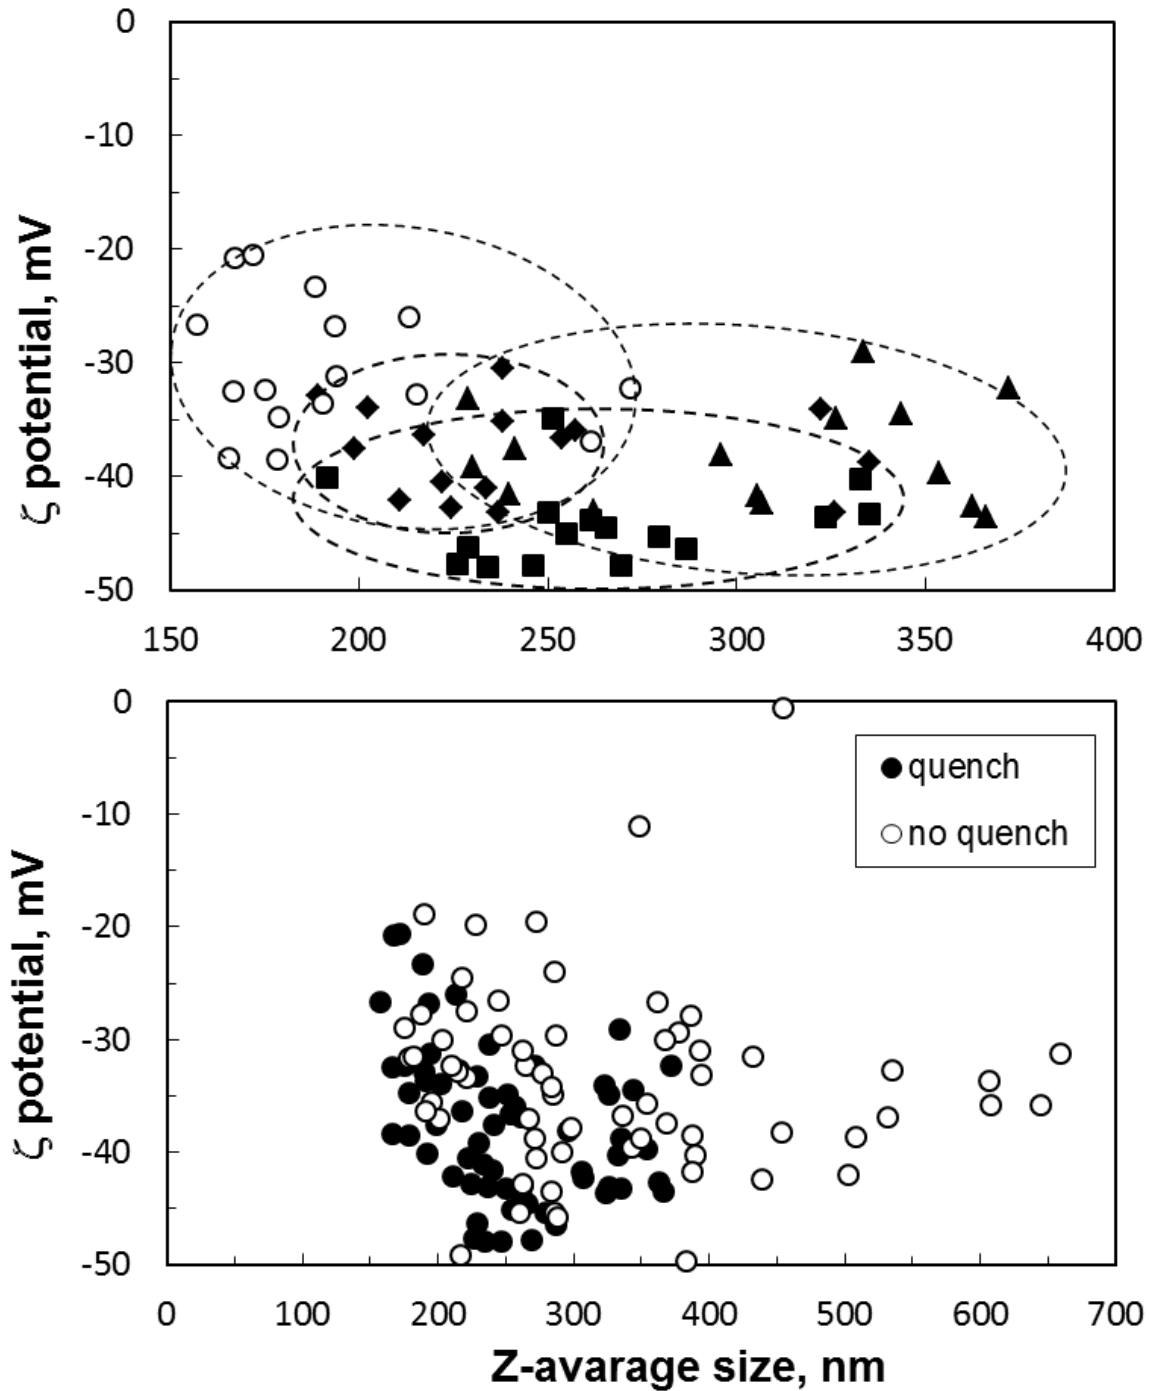 0
-10
-20
-30
-40
-50
ζ potential, mV
150 200 250 300 350 400
0
-10
-20
-30
-40
-50
ζ potential, mV
quench
no quench
0 100 200 300 400 500 600 700
Z-avarage size, nm